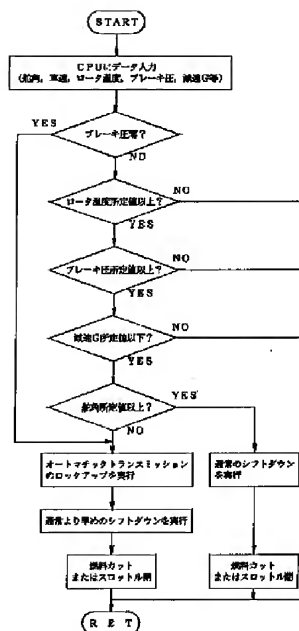 START
CPUにデータ入力
(舵角, 車速, ロータ温度, ブレーキ圧, 減速G等)
YES
ブレーキ圧零?
NO
ロータ温度所定値以上?
NO
YES
ブレーキ圧所定値以上?
NO
YES
減速G所定値以下?
NO
YES
舵角所定値以上?
YES
NO
オートマチックトランスミッション
のロックアップを実行
通常のシフトダウン
を実行
通常より早めのシフトダウンを実行
燃料カット
またはスロットル閉
燃料カット
またはスロットル閉
RET